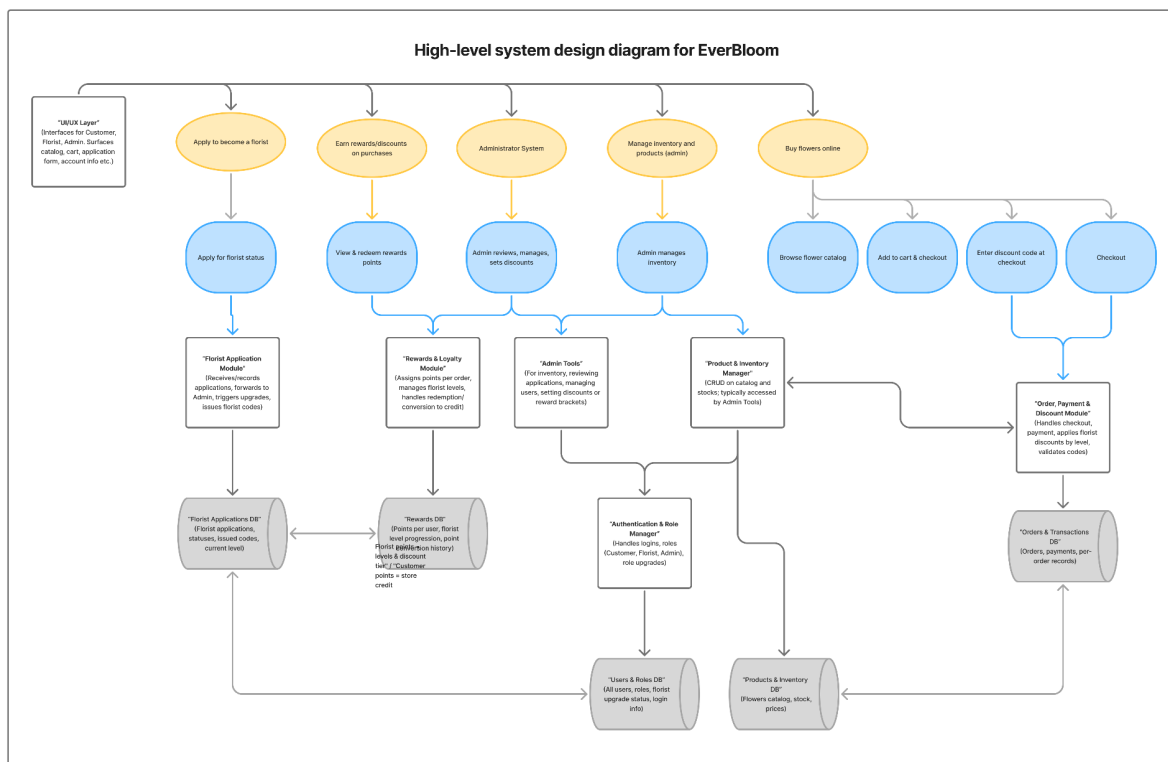 High-level system design diagram for EverBloom
"UI/UX Layer"
(Interfaces for Customer,
Florist, Admin. Surfaces
catalog, cart, application
form, account info etc.)
Apply to become a florist
Earn rewards/discounts
on purchases
Administrator System
Manage inventory and
products (admin)
Buy flowers online
Apply for florist status
View & redeem rewards
points
Admin reviews, manages,
sets discounts
Admin manages
inventory
Browse flower catalog
Add to cart & checkout
Enter discount code at
checkout
Checkout
"Florist Application
Module"
(Receives/records
applications, forwards to
Admin, triggers upgrades,
issues florist codes)
"Rewards & Loyalty
Module"
(Assigns points per order,
manages florist levels,
handles redemption/
conversion to credit)
"Admin Tools"
(For inventory, reviewing
applications, managing
users, setting discounts or
reward brackets)
"Product & Inventory
Manager"
(CRUD on catalog and
stocks; typically accessed
by Admin Tools)
"Order, Payment &
Discount Module"
(Handles checkout,
payment, applies florist
discounts by level,
validates codes)
"Florist Applications DB"
(Florist applications,
statuses, issued codes,
current level)
"Rewards DB"
(Points per user, florist
level progression, point
conversion history)
Florist points =
levels & discount
tier" / "Customer
points = store
credit
"Authentication & Role
Manager"
(Handles logins, roles
(Customer, Florist, Admin),
role upgrades)
"Orders & Transactions
DB"
(Orders, payments, per-
order records)
"Users & Roles DB"
(All users, roles, florist
upgrade status, login
info)
"Products & Inventory
DB"
(Flowers catalog, stock,
prices)